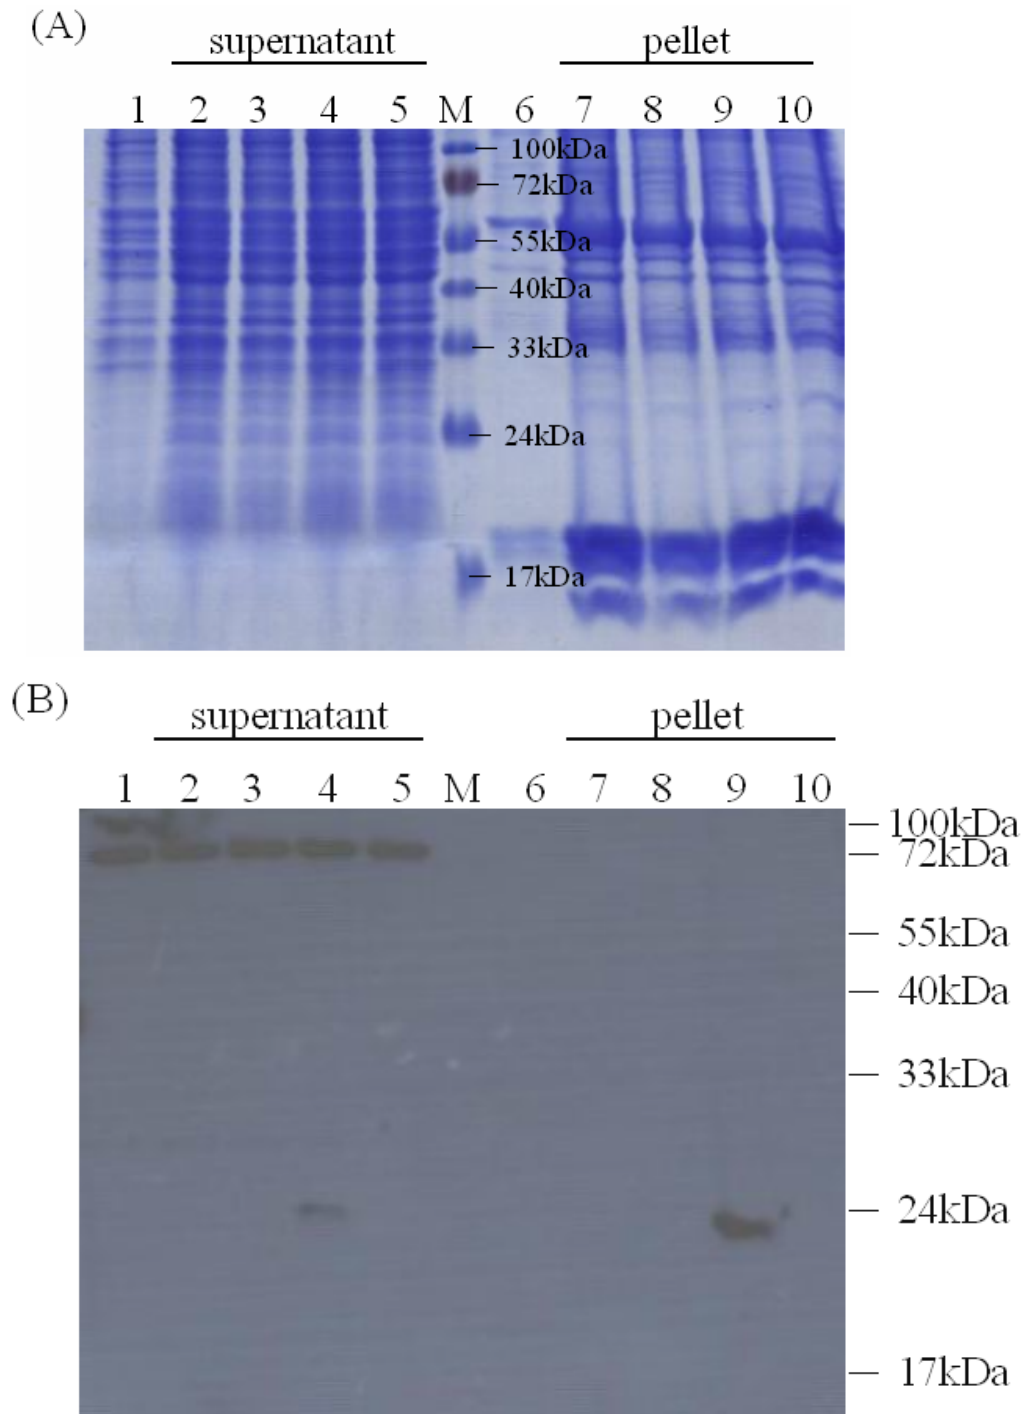 (A)
supernatant pellet
1 2 3 4 5 M 6 7 8 9 10
100kDa
72kDa
55kDa
40kDa
33kDa
24kDa
17kDa
(B)
supernatant pellet
1 2 3 4 5 M 6 7 8 9 10
100kDa
72kDa
55kDa
40kDa
33kDa
24kDa
17kDa